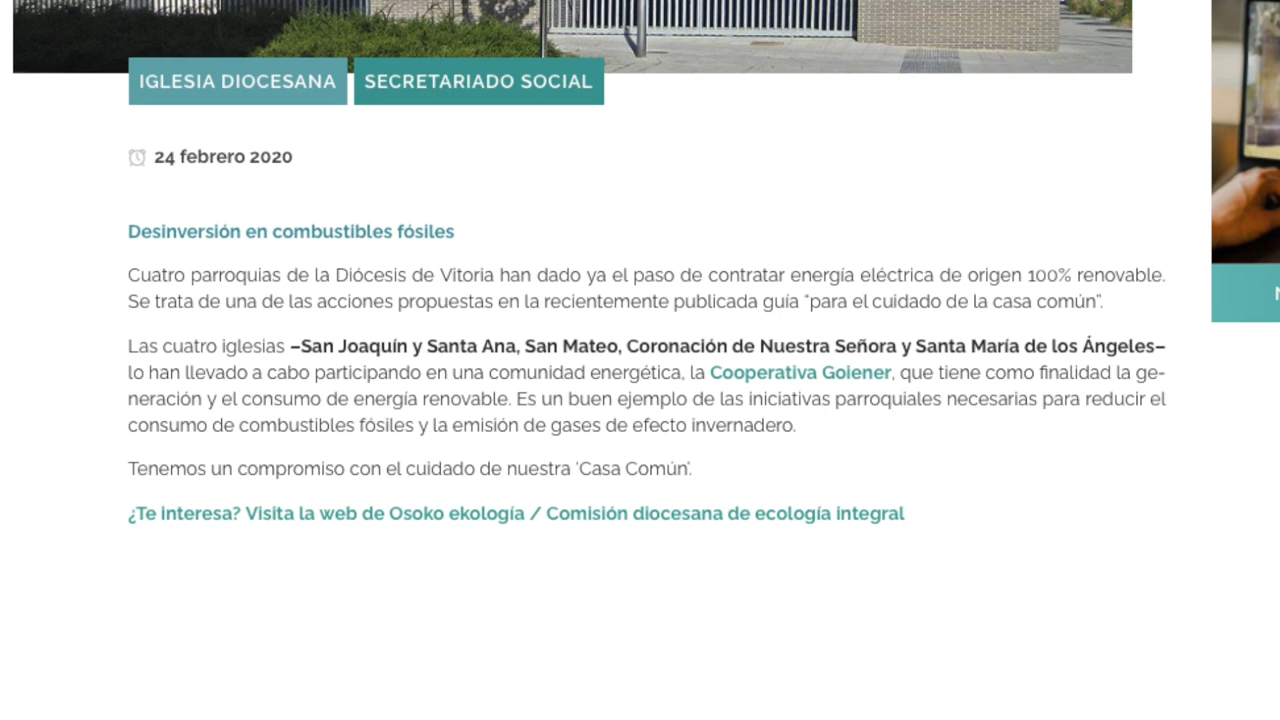 IGLESIA DIOCESANA
SECRETARIADO SOCIAL
24 febrero 2020
Desinversión en combustibles fósiles
Cuatro parroquias de la Diócesis de Vitoria han dado ya el paso de contratar energía eléctrica de origen 100% renovable.
Se trata de una de las acciones propuestas en la recientemente publicada guía “para el cuidado de la casa común”.
Las cuatro iglesias –San Joaquín y Santa Ana, San Mateo, Coronación de Nuestra Señora y Santa María de los Ángeles–
lo han llevado a cabo participando en una comunidad energética, la Cooperativa Goiener, que tiene como finalidad la ge-
neración y el consumo de energía renovable. Es un buen ejemplo de las iniciativas parroquiales necesarias para reducir el
consumo de combustibles fósiles y la emisión de gases de efecto invernadero.
Tenemos un compromiso con el cuidado de nuestra ‘Casa Común’.
¿Te interesa? Visita la web de Osoko ekología / Comisión diocesana de ecología integral